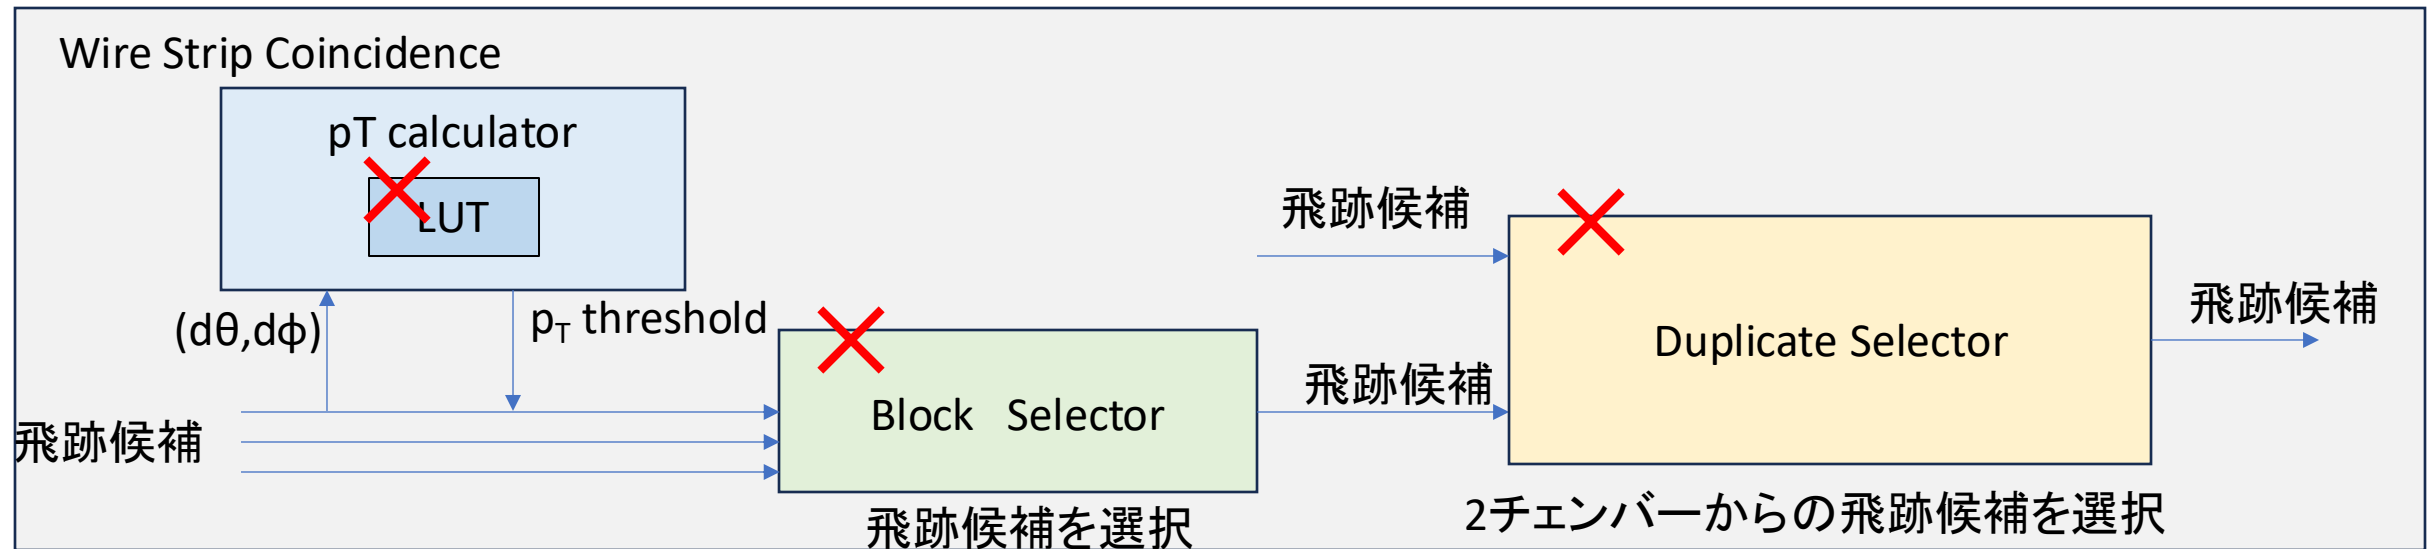 Wire Strip Coincidence
pT calculator
LUT
(dθ,dϕ)
pT threshold
飛跡候補
Block Selector
飛跡候補を選択
飛跡候補
飛跡候補
Duplicate Selector
2チェンバーからの飛跡候補を選択
飛跡候補